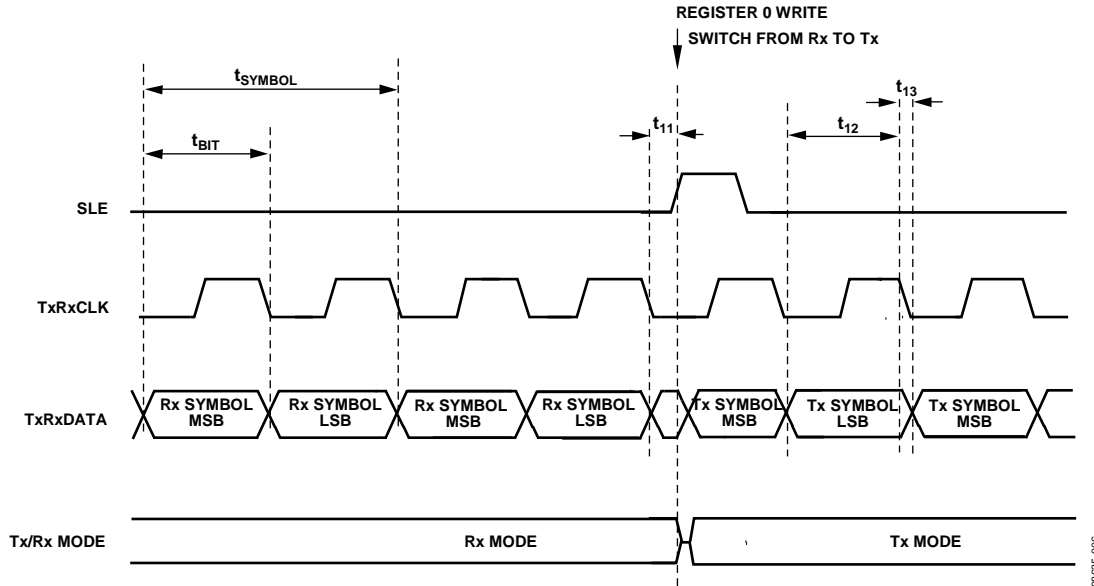 REGISTER 0 WRITE
SWITCH FROM Rx TO Tx
tSYMBOL
t13
t11
t12
tBIT
SLE
TxRxCLK
TxRxDATA
Rx SYMBOL
MSB
Rx SYMBOL
LSB
Rx SYMBOL
MSB
Rx SYMBOL
LSB
Tx SYMBOL
MSB
Tx SYMBOL
LSB
Tx SYMBOL
MSB
Tx/Rx MODE
Rx MODE
Tx MODE